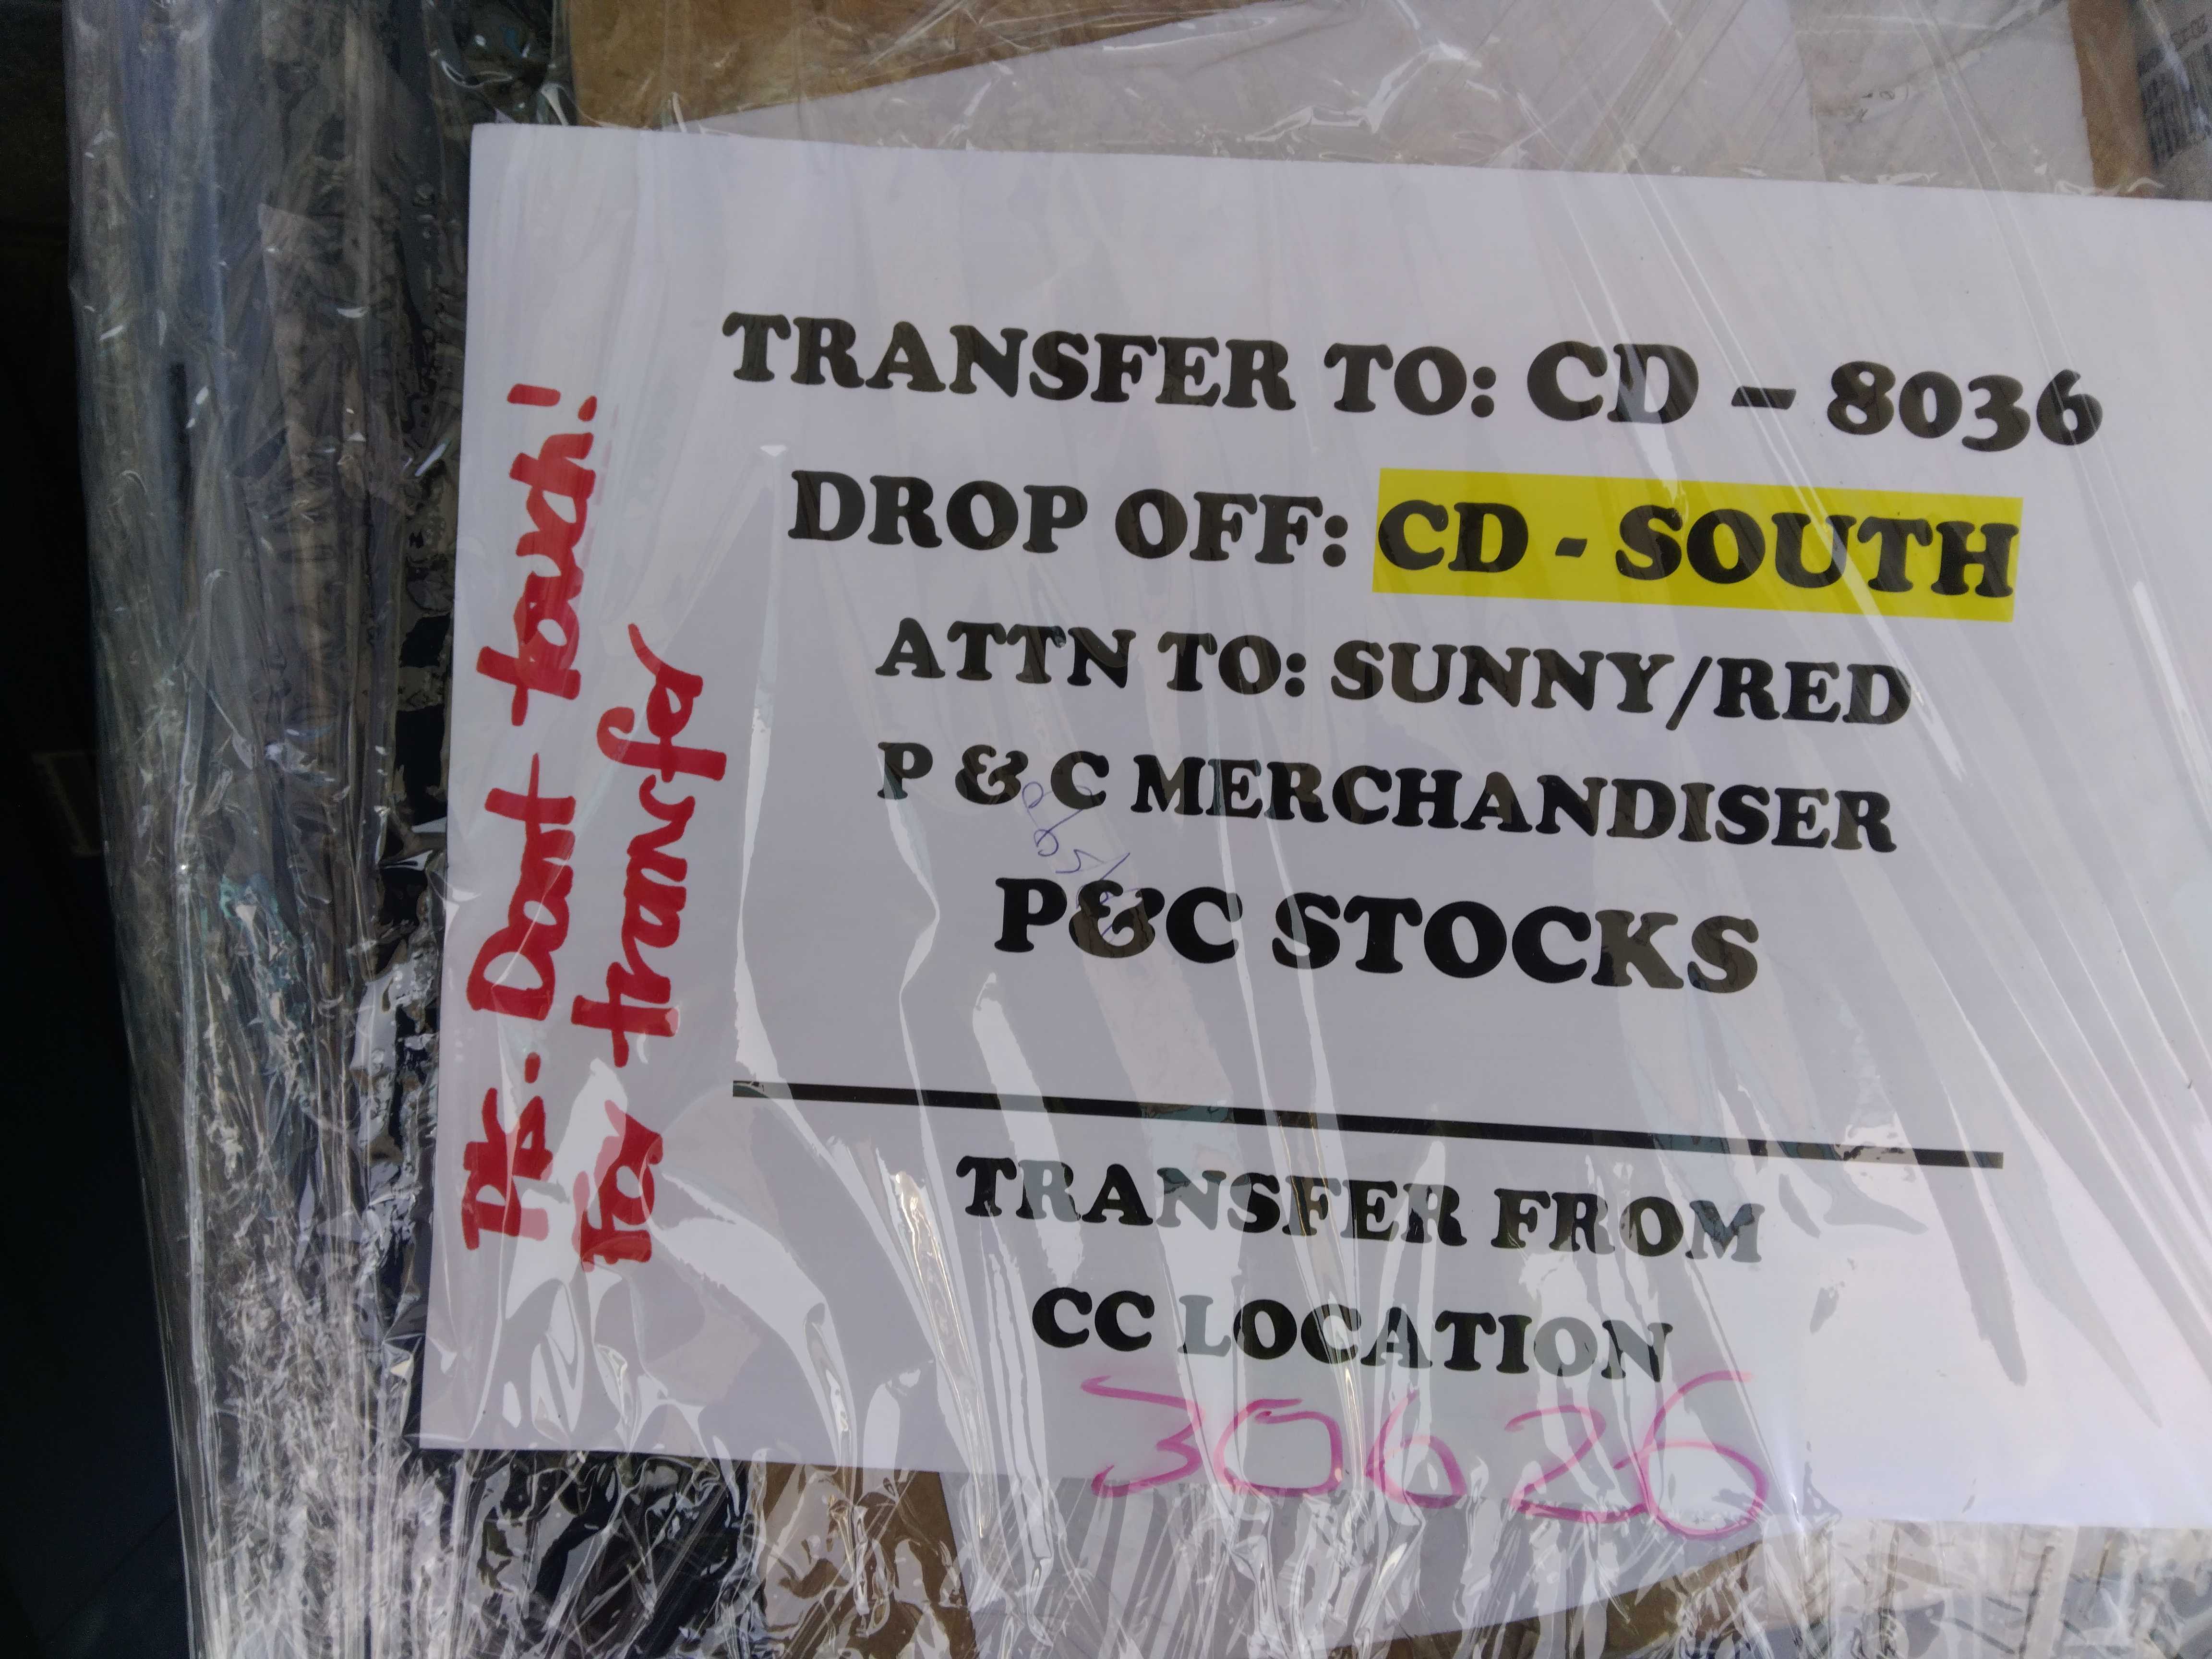 TRANSFER TO: CD – 8036
DROP OFF: CD - SOUTH
ATTN TO: SUNNY/RED
P & C MERCHANDISER
P&C STOCKS
TRANSFER FROM
CC LOCATION
30626
Pls. Dont touch!
For transfer